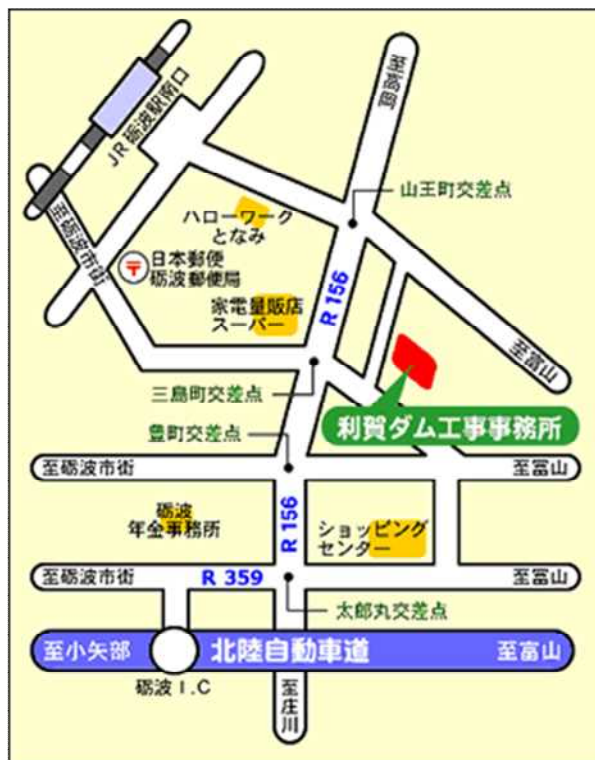 JR砺波駅南口
至高岡
山王町交差点
至砺波市街
ハローワーク
となみ
〒
日本郵便
砺波郵便局
R 156
家電量販店
スーパー
至富山
三島町交差点
利賀ダム工事事務所
豊町交差点
至砺波市街
至富山
砺波
年金事務所
R 156
ショッピング
センター
至砺波市街
R 359
至富山
太郎丸交差点
至小矢部
北陸自動車道
至富山
砺波I.C
至庄川